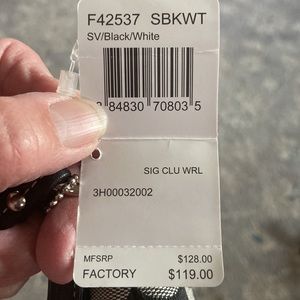 F42537 SBKWT
SV/Black/White
84830 70803 5
SIG CLU WRL
3H00032002
MFSRP $128.00
FACTORY $119.00